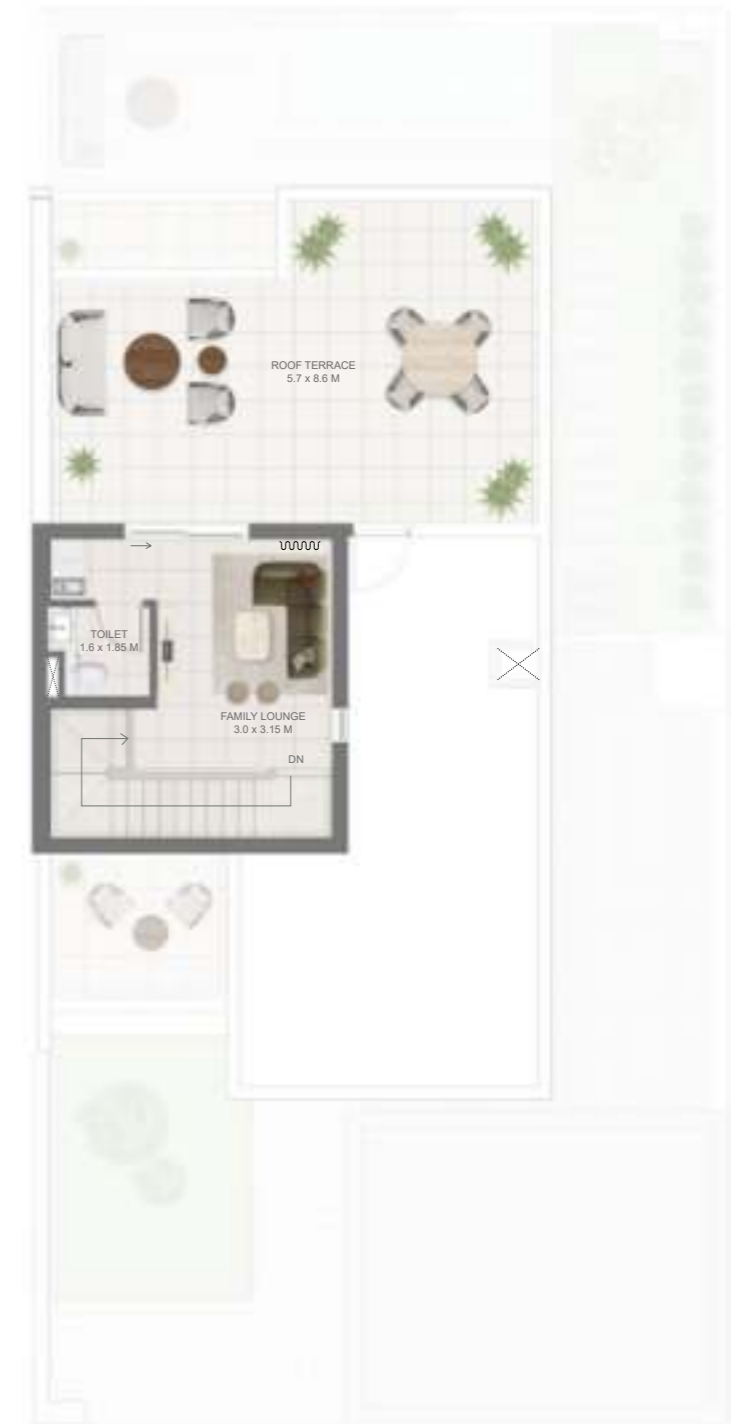 ROOF TERRACE
5.7 x 8.6 M
TOILET
1.6 x 1.85 M
FAMILY LOUNGE
3.0 x 3.15 M
DN